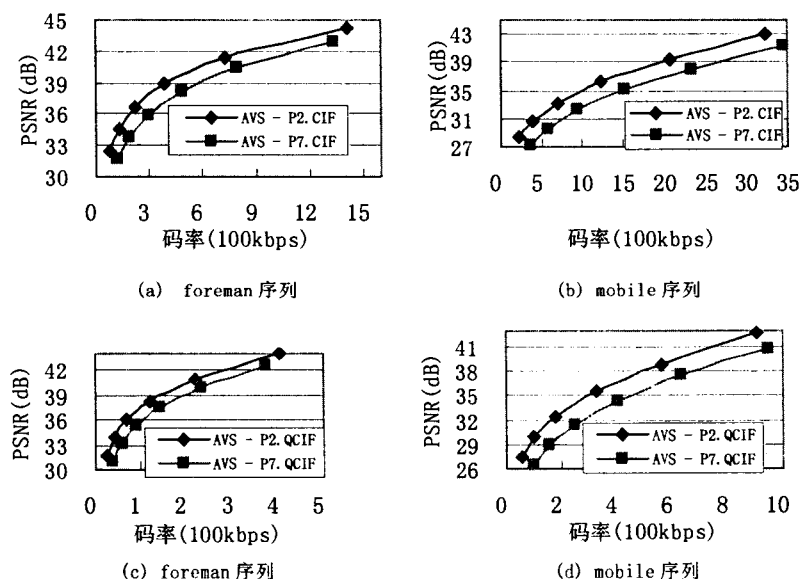 45
42
39
36
33
30
PSNR(dB)
AVS - P2.CIF
AVS - P7.CIF
0 3 6 9 12 15
码率(100kbps)
(a) foreman 序列
43
39
35
31
27
PSNR(dB)
AVS - P2.CIF
AVS - P7.CIF
0 5 10 15 20 25 30 35
码率(100kbps)
(b) mobile 序列
42
39
36
33
30
PSNR(dB)
AVS - P2.QCIF
AVS - P7.QCIF
0 1 2 3 4 5
码率(100kbps)
(c) foreman 序列
41
38
35
32
29
26
PSNR(dB)
AVS - P2.QCIF
AVS - P7.QCIF
0 2 4 6 8 10
码率(100kbps)
(d) mobile 序列